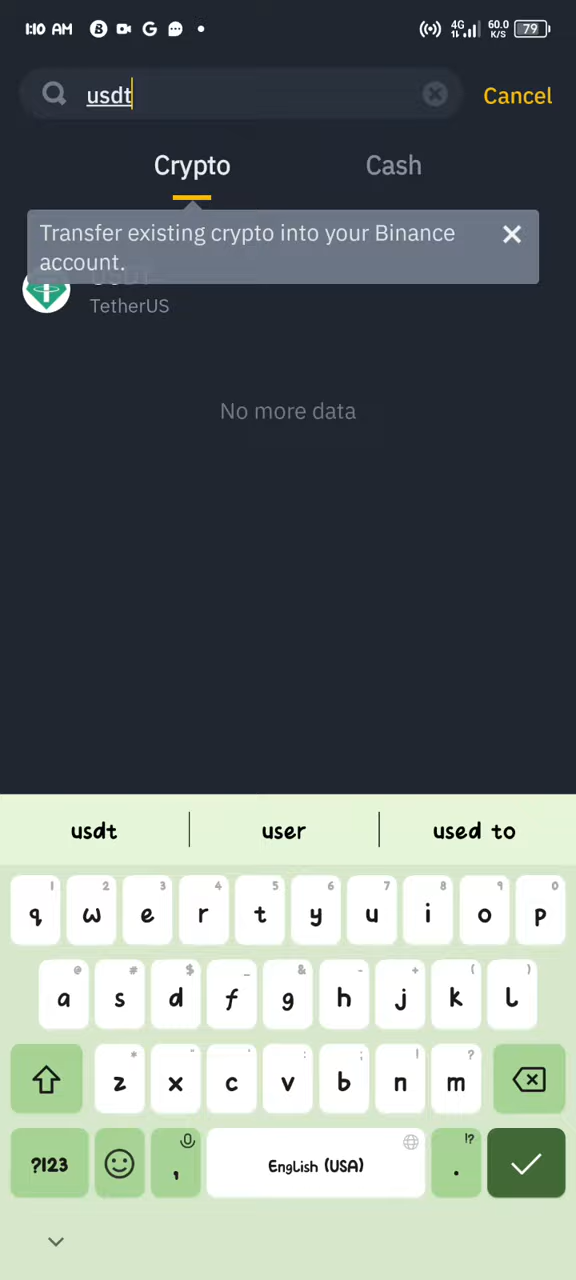 1:10 AM
4G
60.0
K/S
79
usdt
Cancel
Crypto
Cash
Transfer existing crypto into your Binance
account.
USDT
TetherUS
No more data
usdt
user
used to
1 2 3 4 5 6 7 8 9 0
q w e r t y u i o p
@ # $ _ & - + ( )
a s d f g h j k l
* " ' : ; ! ?
z x c v b n m
?123
,
English (USA)
!?
.